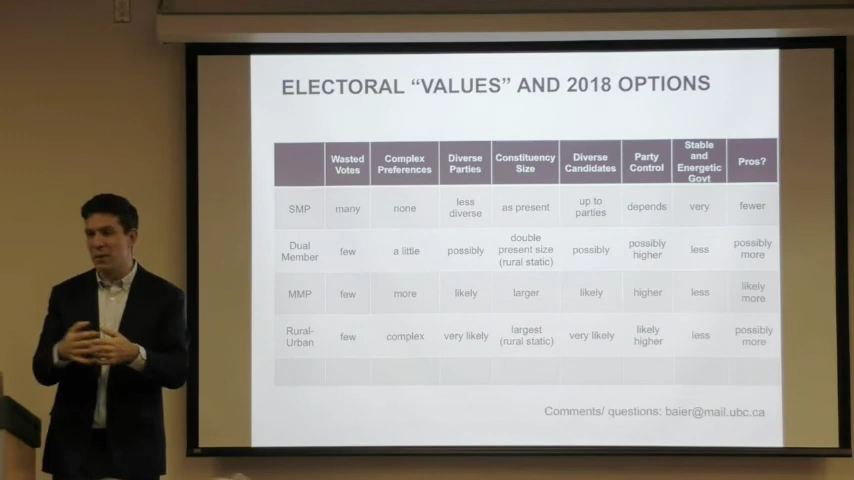 ELECTORAL “VALUES” AND 2018 OPTIONS
Wasted Votes Complex Preferences Diverse Parties Constituency Size Diverse Candidates Party Control Stable and Energetic Govt Pros?
SMP many none less diverse as present up to parties depends very fewer
Dual Member few a little possibly double present size (rural static) possibly possibly higher less possibly more
MMP few more likely larger likely higher less likely more
Rural-Urban few complex very likely largest (rural static) very likely likely higher less possibly more
Comments/ questions: baier@mail.ubc.ca